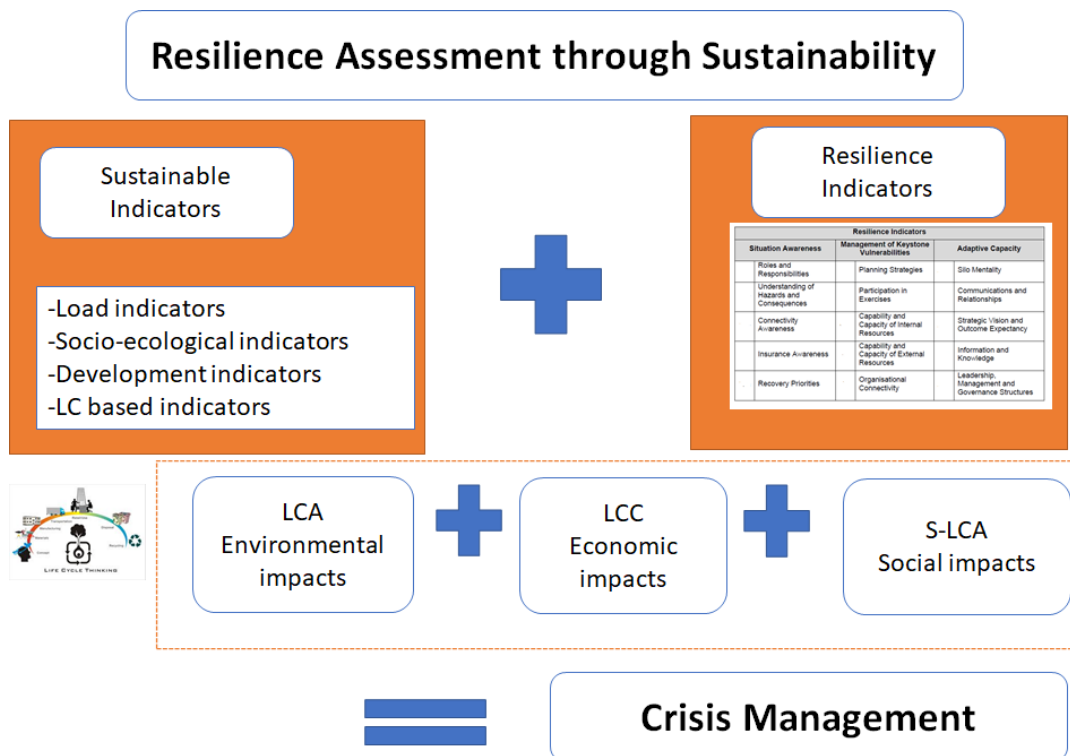 Resilience Assessment through Sustainability
Sustainable
Indicators
-Load indicators
-Socio-ecological indicators
-Development indicators
-LC based indicators
Resilience
Indicators
Resilience Indicators
Situation Awareness
Management of Keystone
Vulnerabilities
Adaptive Capacity
Roles and
Responsibilities
Planning Strategies
Silo Mentality
Understanding of
Hazards and
Consequences
Participation in
Exercises
Communications and
Relationships
Connectivity
Awareness
Capability and
Capacity of Internal
Resources
Strategic Vision and
Outcome Expectancy
Insurance Awareness
Capability and
Capacity of External
Resources
Information and
Knowledge
Recovery Priorities
Organisational
Connectivity
Leadership,
Management and
Governance Structures
LIFE CYCLE THINKING
LCA
Environmental
impacts
LCC
Economic
impacts
S-LCA
Social impacts
Crisis Management